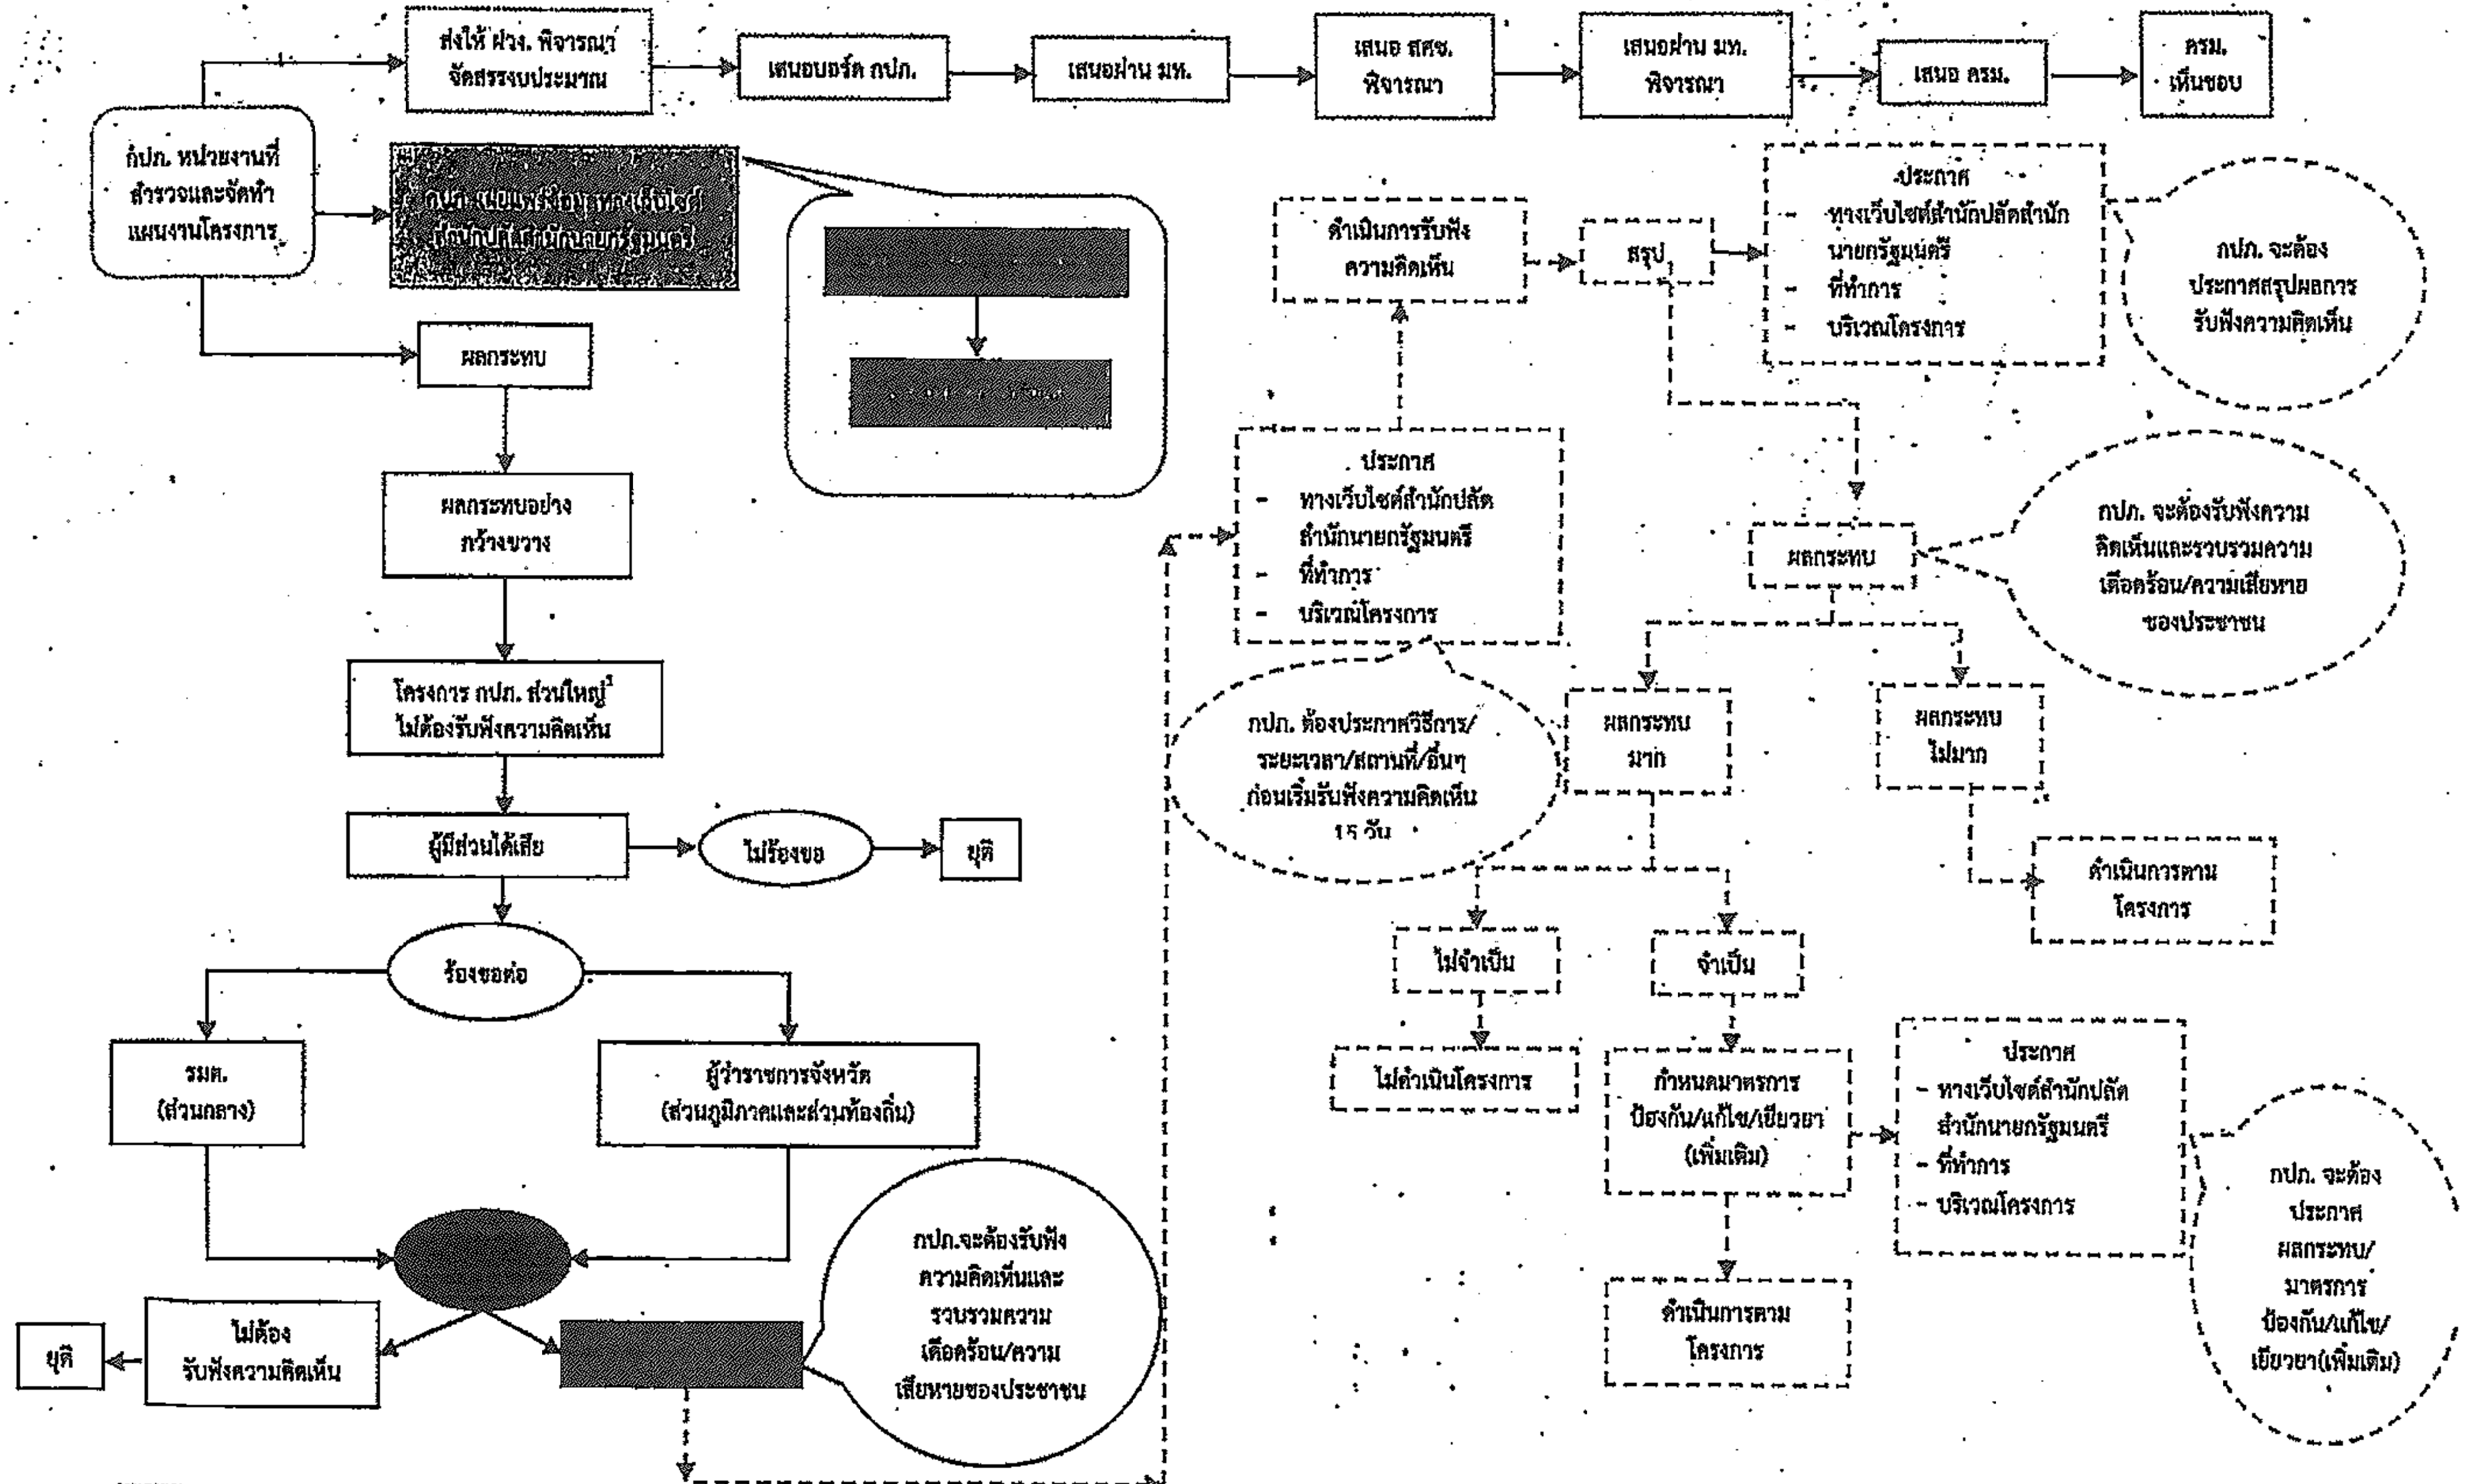 ส่งให้ ฝวง. พิจารณา
จัดสรรงบประมาณ
เสนอบอร์ด กปภ.
เสนอผ่าน มท.
เสนอ สศช.
พิจารณา
เสนอผ่าน มท.
พิจารณา
เสนอ ครม.
ครม.
เห็นชอบ
กปภ. หน่วยงานที่
สำรวจและจัดทำ
แผนงานโครงการ
กปภ. เผยแพร่ข้อมูลทางเว็บไซต์
สำนักปลัดสำนักนายกรัฐมนตรี
ผลกระทบ
ผลกระทบอย่าง
กว้างขวาง
โครงการ กปภ. ส่วนใหญ่¹
ไม่ต้องรับฟังความคิดเห็น
ผู้มีส่วนได้เสีย
ไม่ร้องขอ
ยุติ
ร้องขอต่อ
รมต.
(ส่วนกลาง)
ผู้ว่าราชการจังหวัด
(ส่วนภูมิภาคและส่วนท้องถิ่น)
ยุติ
ไม่ต้อง
รับฟังความคิดเห็น
กปภ.จะต้องรับฟัง
ความคิดเห็นและ
รวบรวมความ
เดือดร้อน/ความ
เสียหายของประชาชน
ประกาศ
- ทางเว็บไซต์สำนักปลัด
สำนักนายกรัฐมนตรี
- ที่ทำการ
- บริเวณโครงการ
กปภ. ต้องประกาศวิธีการ/
ระยะเวลา/สถานที่/อื่นๆ
ก่อนเริ่มรับฟังความคิดเห็น
15 วัน
ดำเนินการรับฟัง
ความคิดเห็น
สรุป
ประกาศ
- ทางเว็บไซต์สำนักปลัดสำนัก
นายกรัฐมนตรี
- ที่ทำการ
- บริเวณโครงการ
กปภ. จะต้อง
ประกาศสรุปผลการ
รับฟังความคิดเห็น
ผลกระทบ
กปภ. จะต้องรับฟังความ
คิดเห็นและรวบรวมความ
เดือดร้อน/ความเสียหาย
ของประชาชน
ผลกระทบ
มาก
ผลกระทบ
ไม่มาก
ดำเนินการตาม
โครงการ
ไม่จำเป็น
จำเป็น
ไม่ดำเนินโครงการ
กำหนดมาตรการ
ป้องกัน/แก้ไข/เยียวยา
(เพิ่มเติม)
ประกาศ
- ทางเว็บไซต์สำนักปลัด
สำนักนายกรัฐมนตรี
- ที่ทำการ
- บริเวณโครงการ
กปภ. จะต้อง
ประกาศ
ผลกระทบ/
มาตรการ
ป้องกัน/แก้ไข/
เยียวยา(เพิ่มเติม)
ดำเนินการตาม
โครงการ